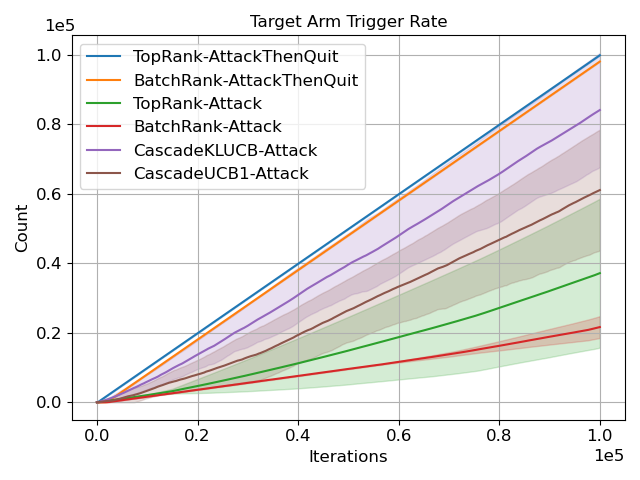 Target Arm Trigger Rate
1e5
TopRank-AttackThenQuit
BatchRank-AttackThenQuit
TopRank-Attack
BatchRank-Attack
CascadeKLUCB-Attack
CascadeUCB1-Attack
1.0
0.8
0.6
0.4
0.2
0.0
Count
0.0 0.2 0.4 0.6 0.8 1.0
Iterations
1e5